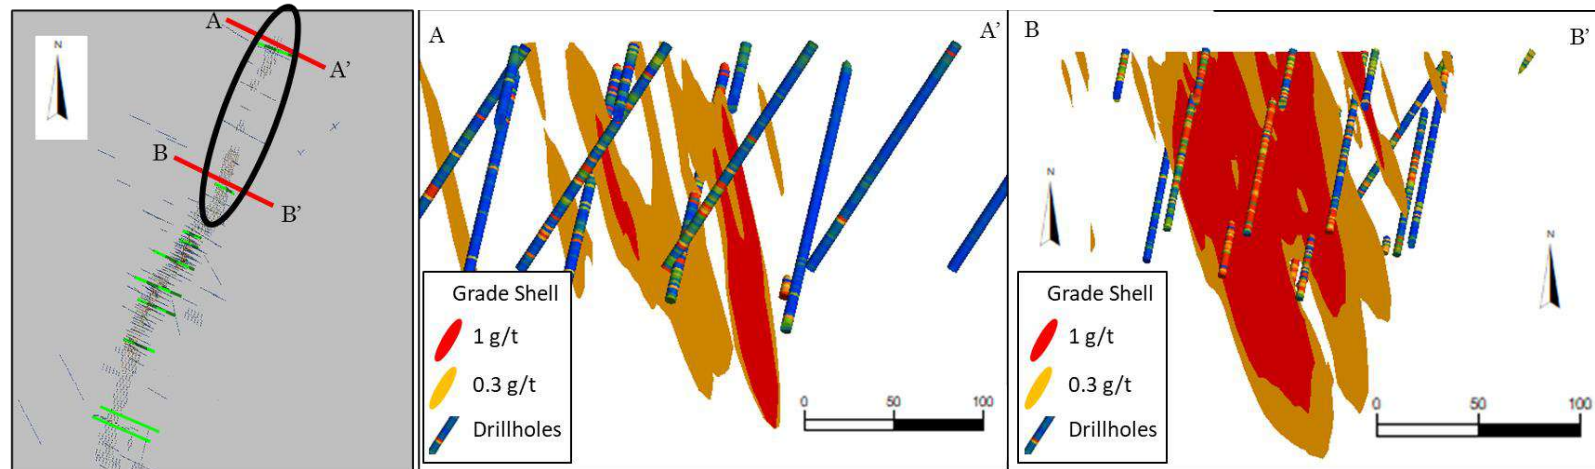 N
A
A'
B
B'
A
A'
Grade Shell
1 g/t
0.3 g/t
Drillholes
0
50
100
B
B'
N
N
Grade Shell
1 g/t
0.3 g/t
Drillholes
0
50
100